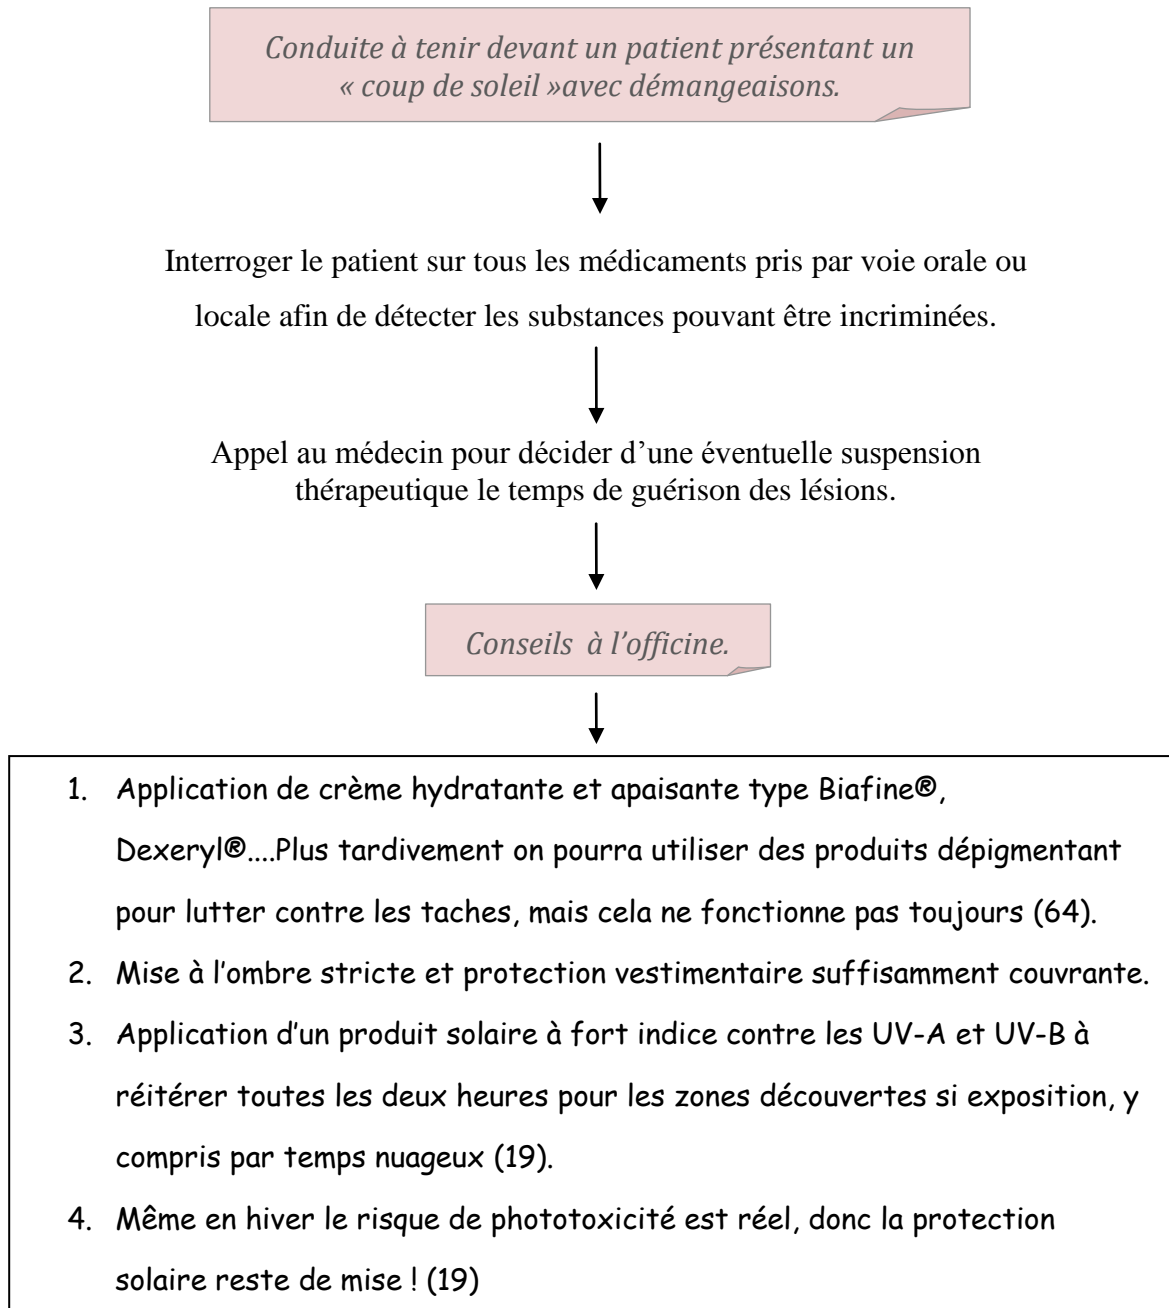 Conduite à tenir devant un patient présentant un
« coup de soleil »avec démangeaisons.
Interroger le patient sur tous les médicaments pris par voie orale ou
locale afin de détecter les substances pouvant être incriminées.
Appel au médecin pour décider d'une éventuelle suspension
thérapeutique le temps de guérison des lésions.
Conseils à l'officine.
1. Application de crème hydratante et apaisante type Biafine®,
Dexeryl®....Plus tardivement on pourra utiliser des produits dépigmentant
pour lutter contre les taches, mais cela ne fonctionne pas toujours (64).
2. Mise à l'ombre stricte et protection vestimentaire suffisamment couvrante.
3. Application d'un produit solaire à fort indice contre les UV-A et UV-B à
réitérer toutes les deux heures pour les zones découvertes si exposition, y
compris par temps nuageux (19).
4. Même en hiver le risque de phototoxicité est réel, donc la protection
solaire reste de mise ! (19)